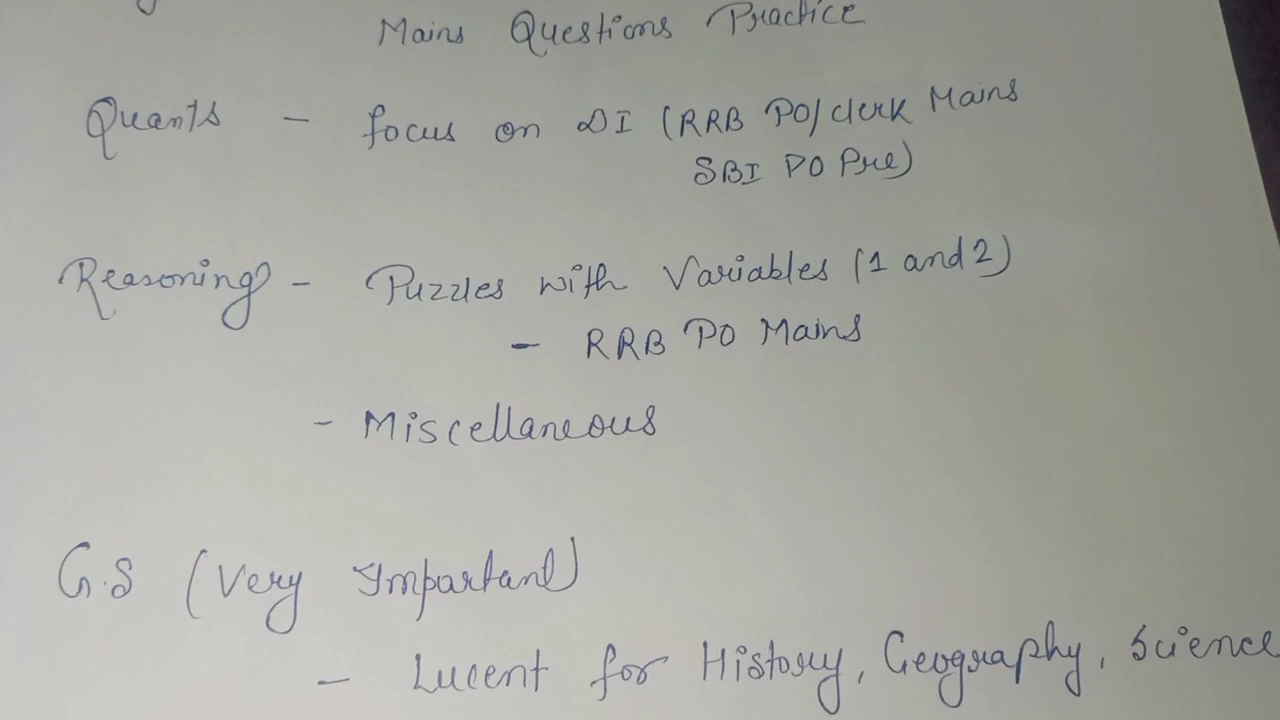 Mains Questions Practice
Quants - focus on DI (RRB PO/clerk Mains
SBI PO Pre)
Reasoning - Puzzles with Variables (1 and 2)
- RRB PO Mains
- Miscellaneous
G.S (Very Important)
- Lucent for History, Geography, Science